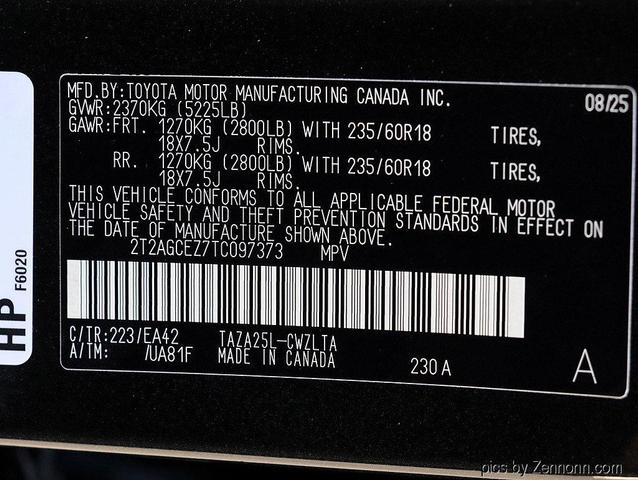 MFD.BY:TOYOTA MOTOR MANUFACTURING CANADA INC. 08/25
GVWR:2370KG (5225LB)
GAWR:FRT. 1270KG (2800LB) WITH 235/60R18 TIRES,
18X7.5J RIMS.
RR. 1270KG (2800LB) WITH 235/60R18 TIRES,
18X7.5J RIMS.
THIS VEHICLE CONFORMS TO ALL APPLICABLE FEDERAL MOTOR
VEHICLE SAFETY AND THEFT PREVENTION STANDARDS IN EFFECT ON
THE DATE OF MANUFACTURE SHOWN ABOVE.
2T2AGCEZ7TC097373 MPV
C/TR:223/EA42 TAZA25L-CWZLTA
A/TM: /UA81F MADE IN CANADA 230 A
A
HP F6020
pics by Zennonn.com